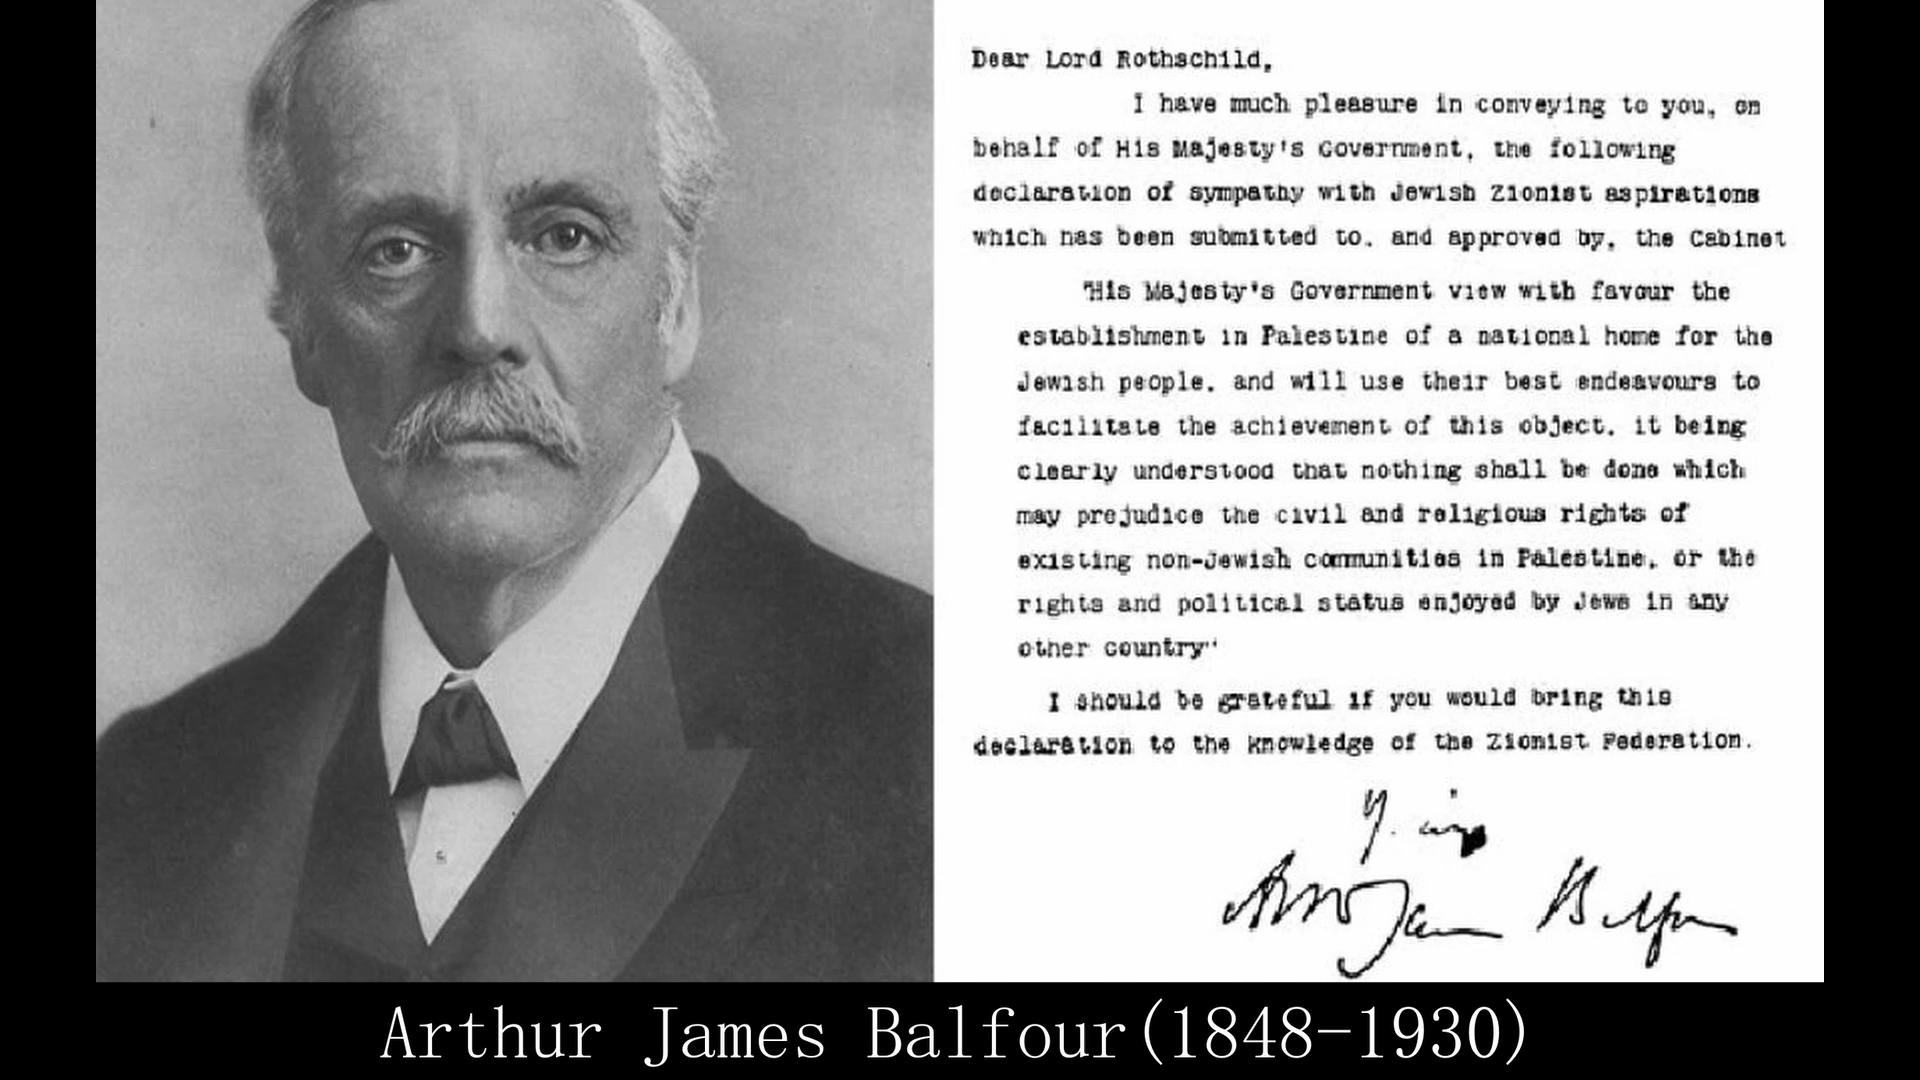 Dear Lord Rothschild,
I have much pleasure in conveying to you, on
behalf of His Majesty's Government, the following
declaration of sympathy with Jewish Zionist aspirations
which has been submitted to, and approved by, the Cabinet
"His Majesty's Government view with favour the
establishment in Palestine of a national home for the
Jewish people, and will use their best endeavours to
facilitate the achievement of this object, it being
clearly understood that nothing shall be done which
may prejudice the civil and religious rights of
existing non-Jewish communities in Palestine, or the
rights and political status enjoyed by Jews in any
other country"
I should be grateful if you would bring this
declaration to the knowledge of the Zionist Federation.
Arthur James Balfour
Arthur James Balfour(1848-1930)